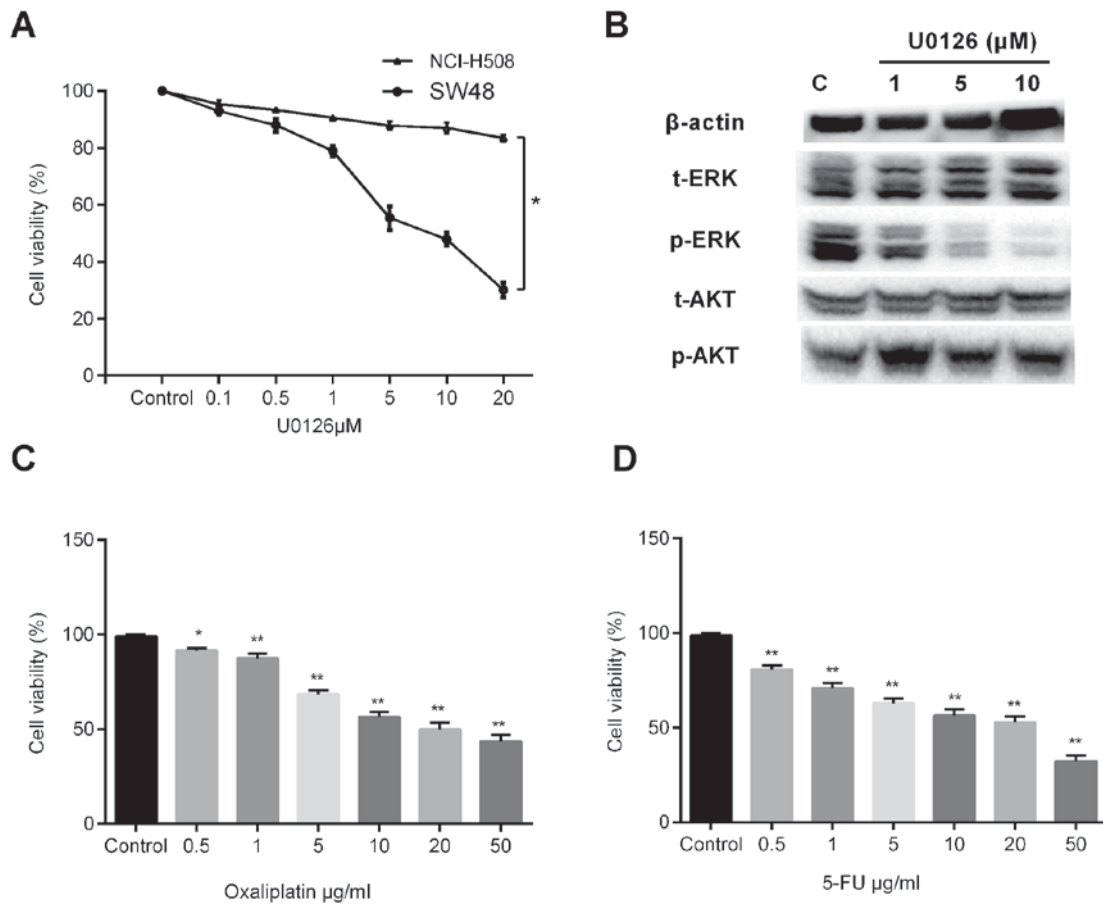 A
NCI-H508
SW48
100
80
60
40
20
0
Cell viability (%)
*
Control 0.1 0.5 1 5 10 20
U0126µM
B
U0126 (µM)
C 1 5 10
β-actin
t-ERK
p-ERK
t-AKT
p-AKT
C
150
100
50
0
Cell viability (%)
* ** ** ** ** **
Control 0.5 1 5 10 20 50
Oxaliplatin µg/ml
D
150
100
50
0
Cell viability (%)
** ** ** ** ** **
Control 0.5 1 5 10 20 50
5-FU µg/ml